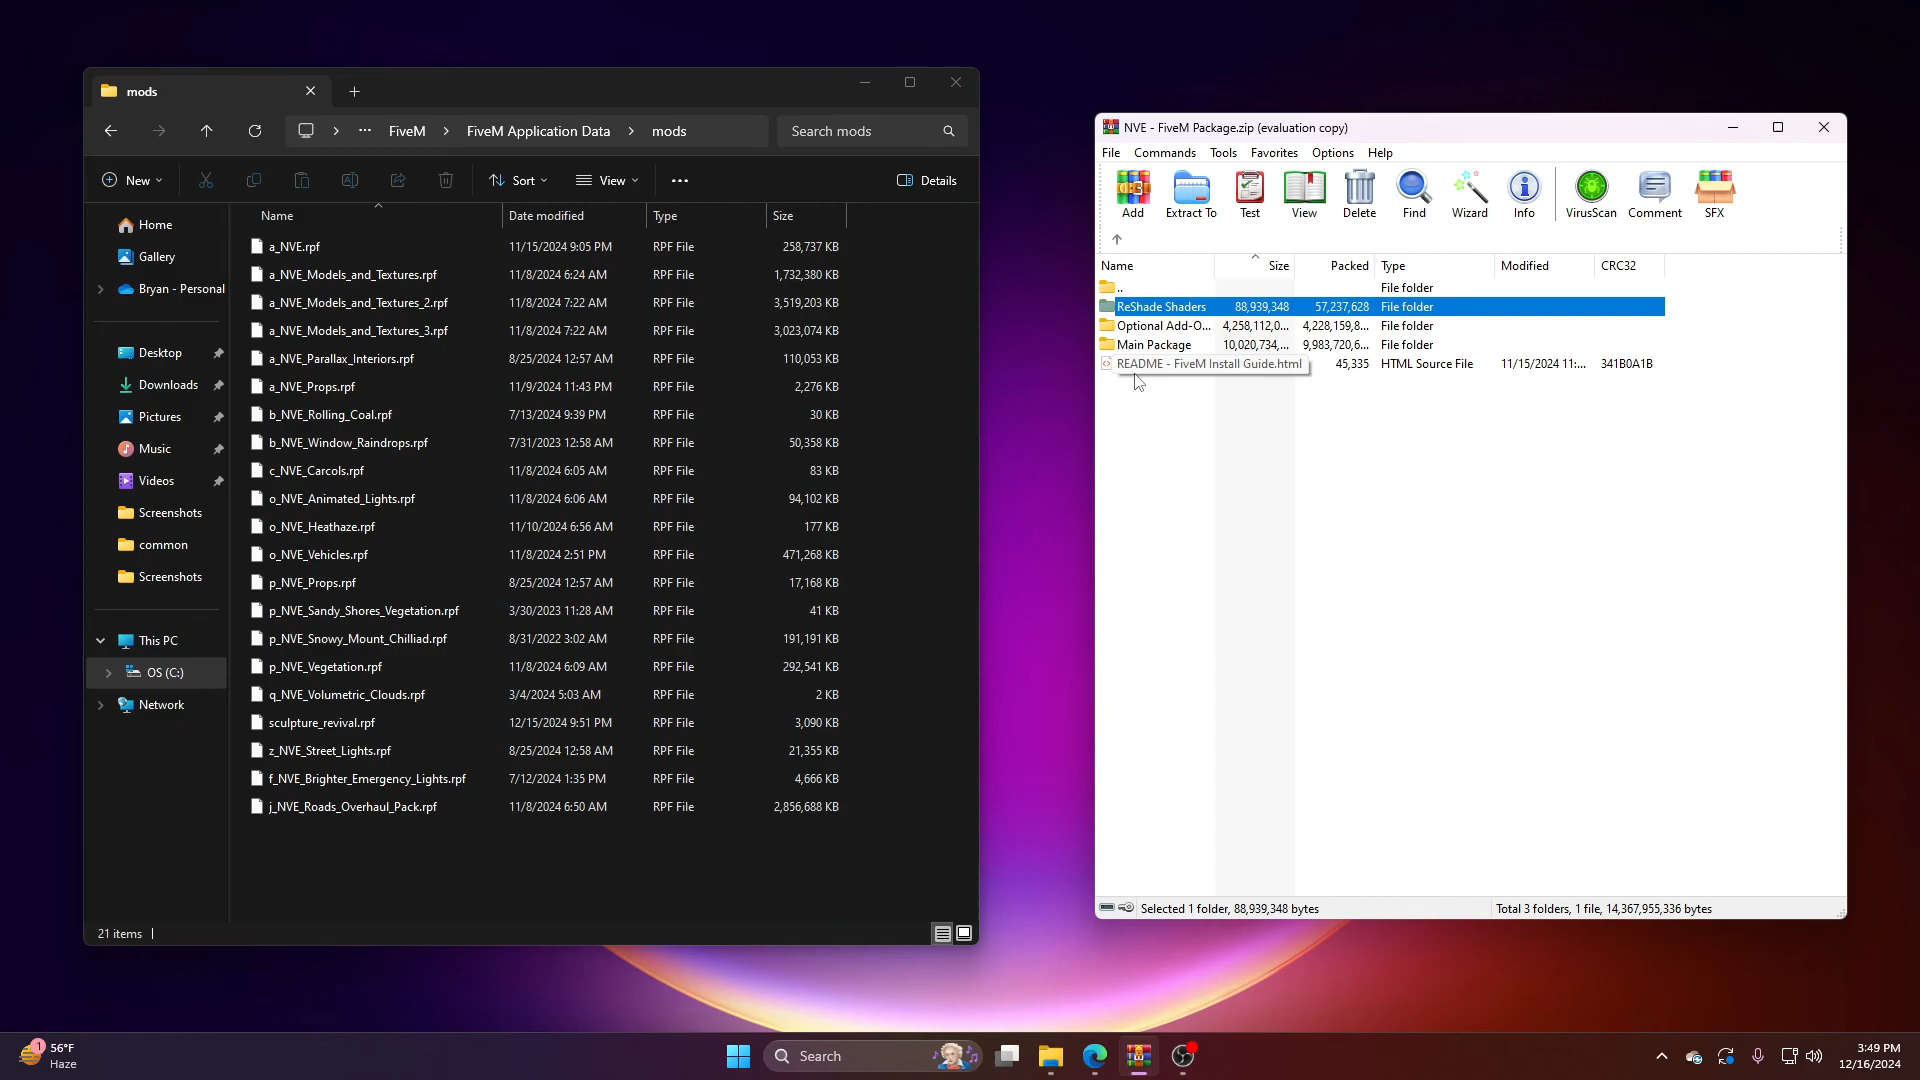 mods
FiveM
FiveM Application Data
mods
Search mods
New
Sort
View
Details
Name
Date modified
Type
Size
Home
Gallery
Bryan - Personal
Desktop
Downloads
Pictures
Music
Videos
Screenshots
common
Screenshots
This PC
OS (C:)
Network
a_NVE.rpf 11/15/2024 9:05 PM RPF File 258,737 KB
a_NVE_Models_and_Textures.rpf 11/8/2024 6:24 AM RPF File 1,732,380 KB
a_NVE_Models_and_Textures_2.rpf 11/8/2024 7:22 AM RPF File 3,519,203 KB
a_NVE_Models_and_Textures_3.rpf 11/8/2024 7:22 AM RPF File 3,023,074 KB
a_NVE_Parallax_Interiors.rpf 8/25/2024 12:57 AM RPF File 110,053 KB
a_NVE_Props.rpf 11/9/2024 11:43 PM RPF File 2,276 KB
b_NVE_Rolling_Coal.rpf 7/13/2024 9:39 PM RPF File 30 KB
b_NVE_Window_Raindrops.rpf 7/31/2023 12:58 AM RPF File 50,358 KB
c_NVE_Carcols.rpf 11/8/2024 6:05 AM RPF File 83 KB
o_NVE_Animated_Lights.rpf 11/8/2024 6:06 AM RPF File 94,102 KB
o_NVE_Heathaze.rpf 11/10/2024 6:56 AM RPF File 177 KB
o_NVE_Vehicles.rpf 11/8/2024 2:51 PM RPF File 471,268 KB
p_NVE_Props.rpf 8/25/2024 12:57 AM RPF File 17,168 KB
p_NVE_Sandy_Shores_Vegetation.rpf 3/30/2023 11:28 AM RPF File 41 KB
p_NVE_Snowy_Mount_Chilliad.rpf 8/31/2022 3:02 AM RPF File 191,191 KB
p_NVE_Vegetation.rpf 11/8/2024 6:09 AM RPF File 292,541 KB
q_NVE_Volumetric_Clouds.rpf 3/4/2024 5:03 AM RPF File 2 KB
sculpture_revival.rpf 12/15/2024 9:51 PM RPF File 3,090 KB
z_NVE_Street_Lights.rpf 8/25/2024 12:58 AM RPF File 21,355 KB
f_NVE_Brighter_Emergency_Lights.rpf 7/12/2024 1:35 PM RPF File 4,666 KB
j_NVE_Roads_Overhaul_Pack.rpf 11/8/2024 6:50 AM RPF File 2,856,688 KB
21 items
NVE - FiveM Package.zip (evaluation copy)
File Commands Tools Favorites Options Help
Add Extract To Test View Delete Find Wizard Info VirusScan Comment SFX
Name Size Packed Type Modified CRC32
.. File folder
ReShade Shaders 88,939,348 57,237,628 File folder
Optional Add-O... 4,258,112,0... 4,228,159,8... File folder
Main Package 10,020,734,... 9,983,720,6... File folder
README - FiveM Install Guide.html 45,335 HTML Source File 11/15/2024 11:... 341B0A1B
Selected 1 folder, 88,939,348 bytes
Total 3 folders, 1 file, 14,367,955,336 bytes
1
56°F
Haze
Search
3:49 PM
12/16/2024